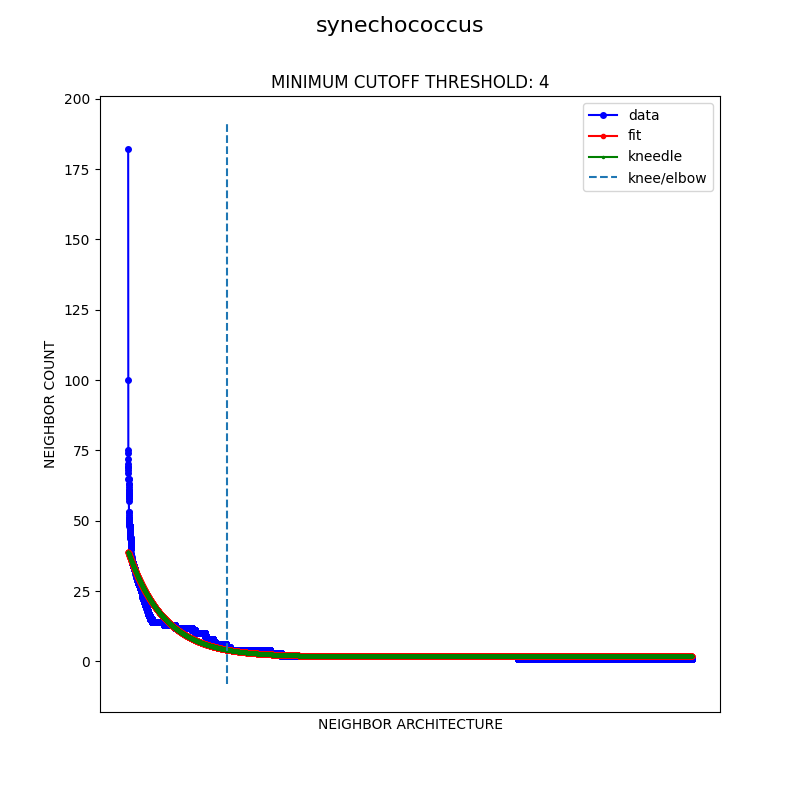 synechococcus
MINIMUM CUTOFF THRESHOLD: 4
200
175
150
125
100
75
50
25
0
NEIGHBOR COUNT
data
fit
kneedle
knee/elbow
NEIGHBOR ARCHITECTURE